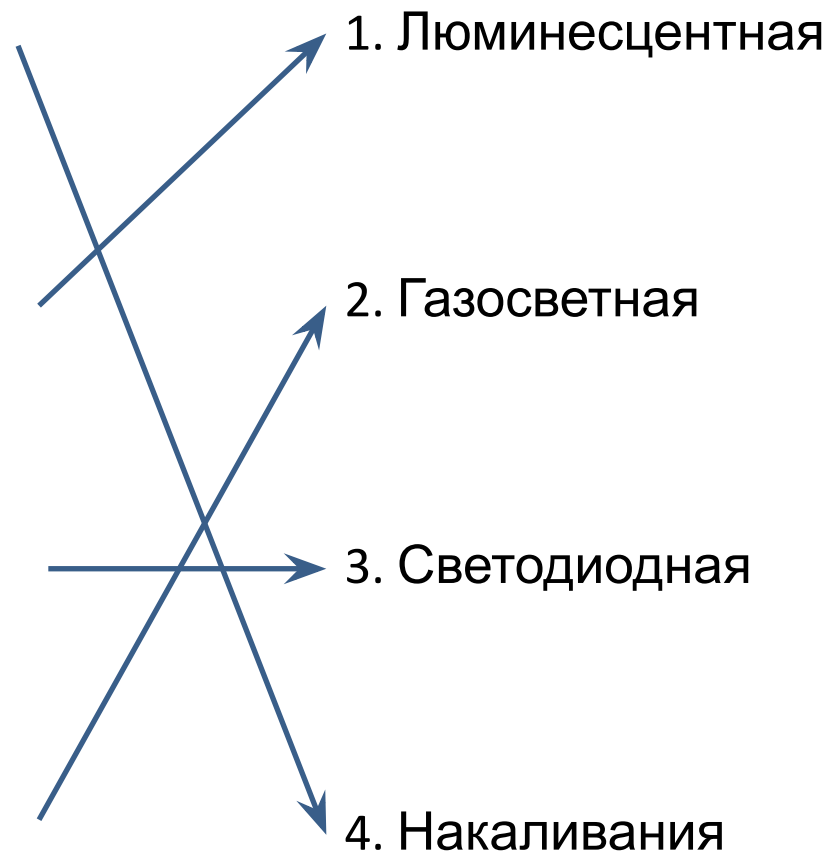 1. Люминесцентная
2. Газосветная
3. Светодиодная
4. Накаливания